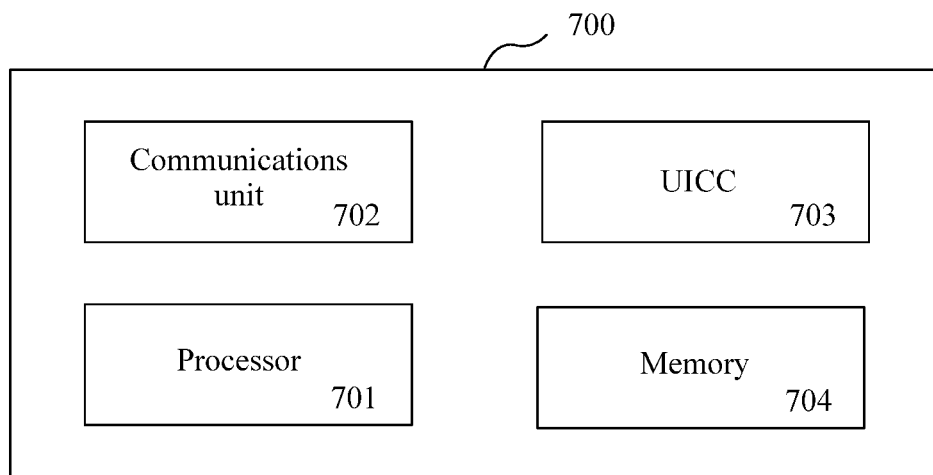 700
Communications
unit
702
UICC
703
Processor
701
Memory
704